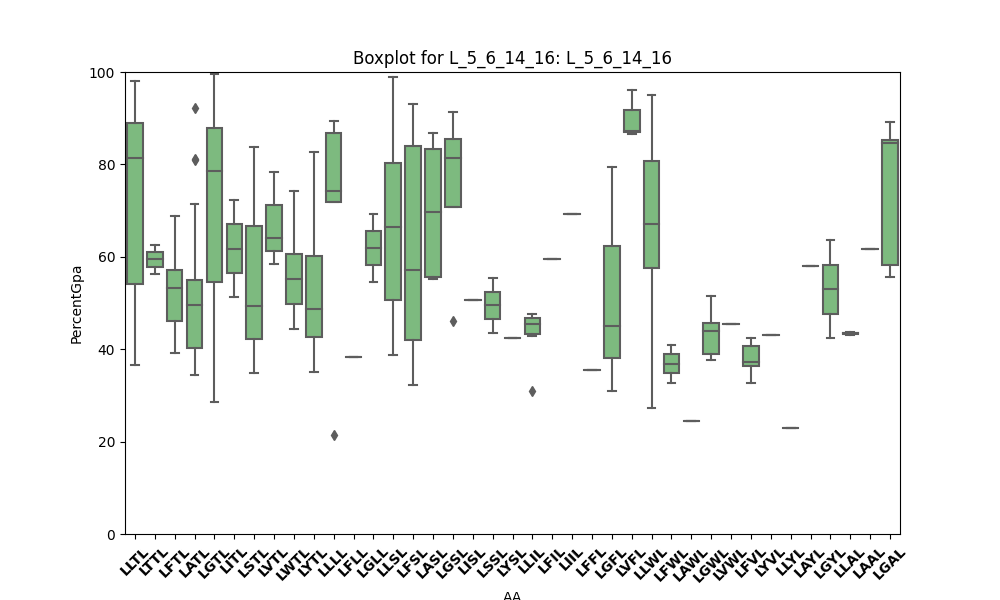 Boxplot for L_5_6_14_16: L_5_6_14_16
100
80
60
40
20
0
PercentGpa
LLTL LTTL LFTL LATL LGTL LITL LSTL LVTL LWTL LYTL LLLL LFLL LGLL LLSL LFSL LASL LGSL LISL LSSL LYSL LLIL LFIL LIIL LFFL LGFL LVFL LLWL LFWL LAWL LGWL LVWL LFVL LYVL LLYL LAYL LGYL LLAL LAAL LGAL
AA